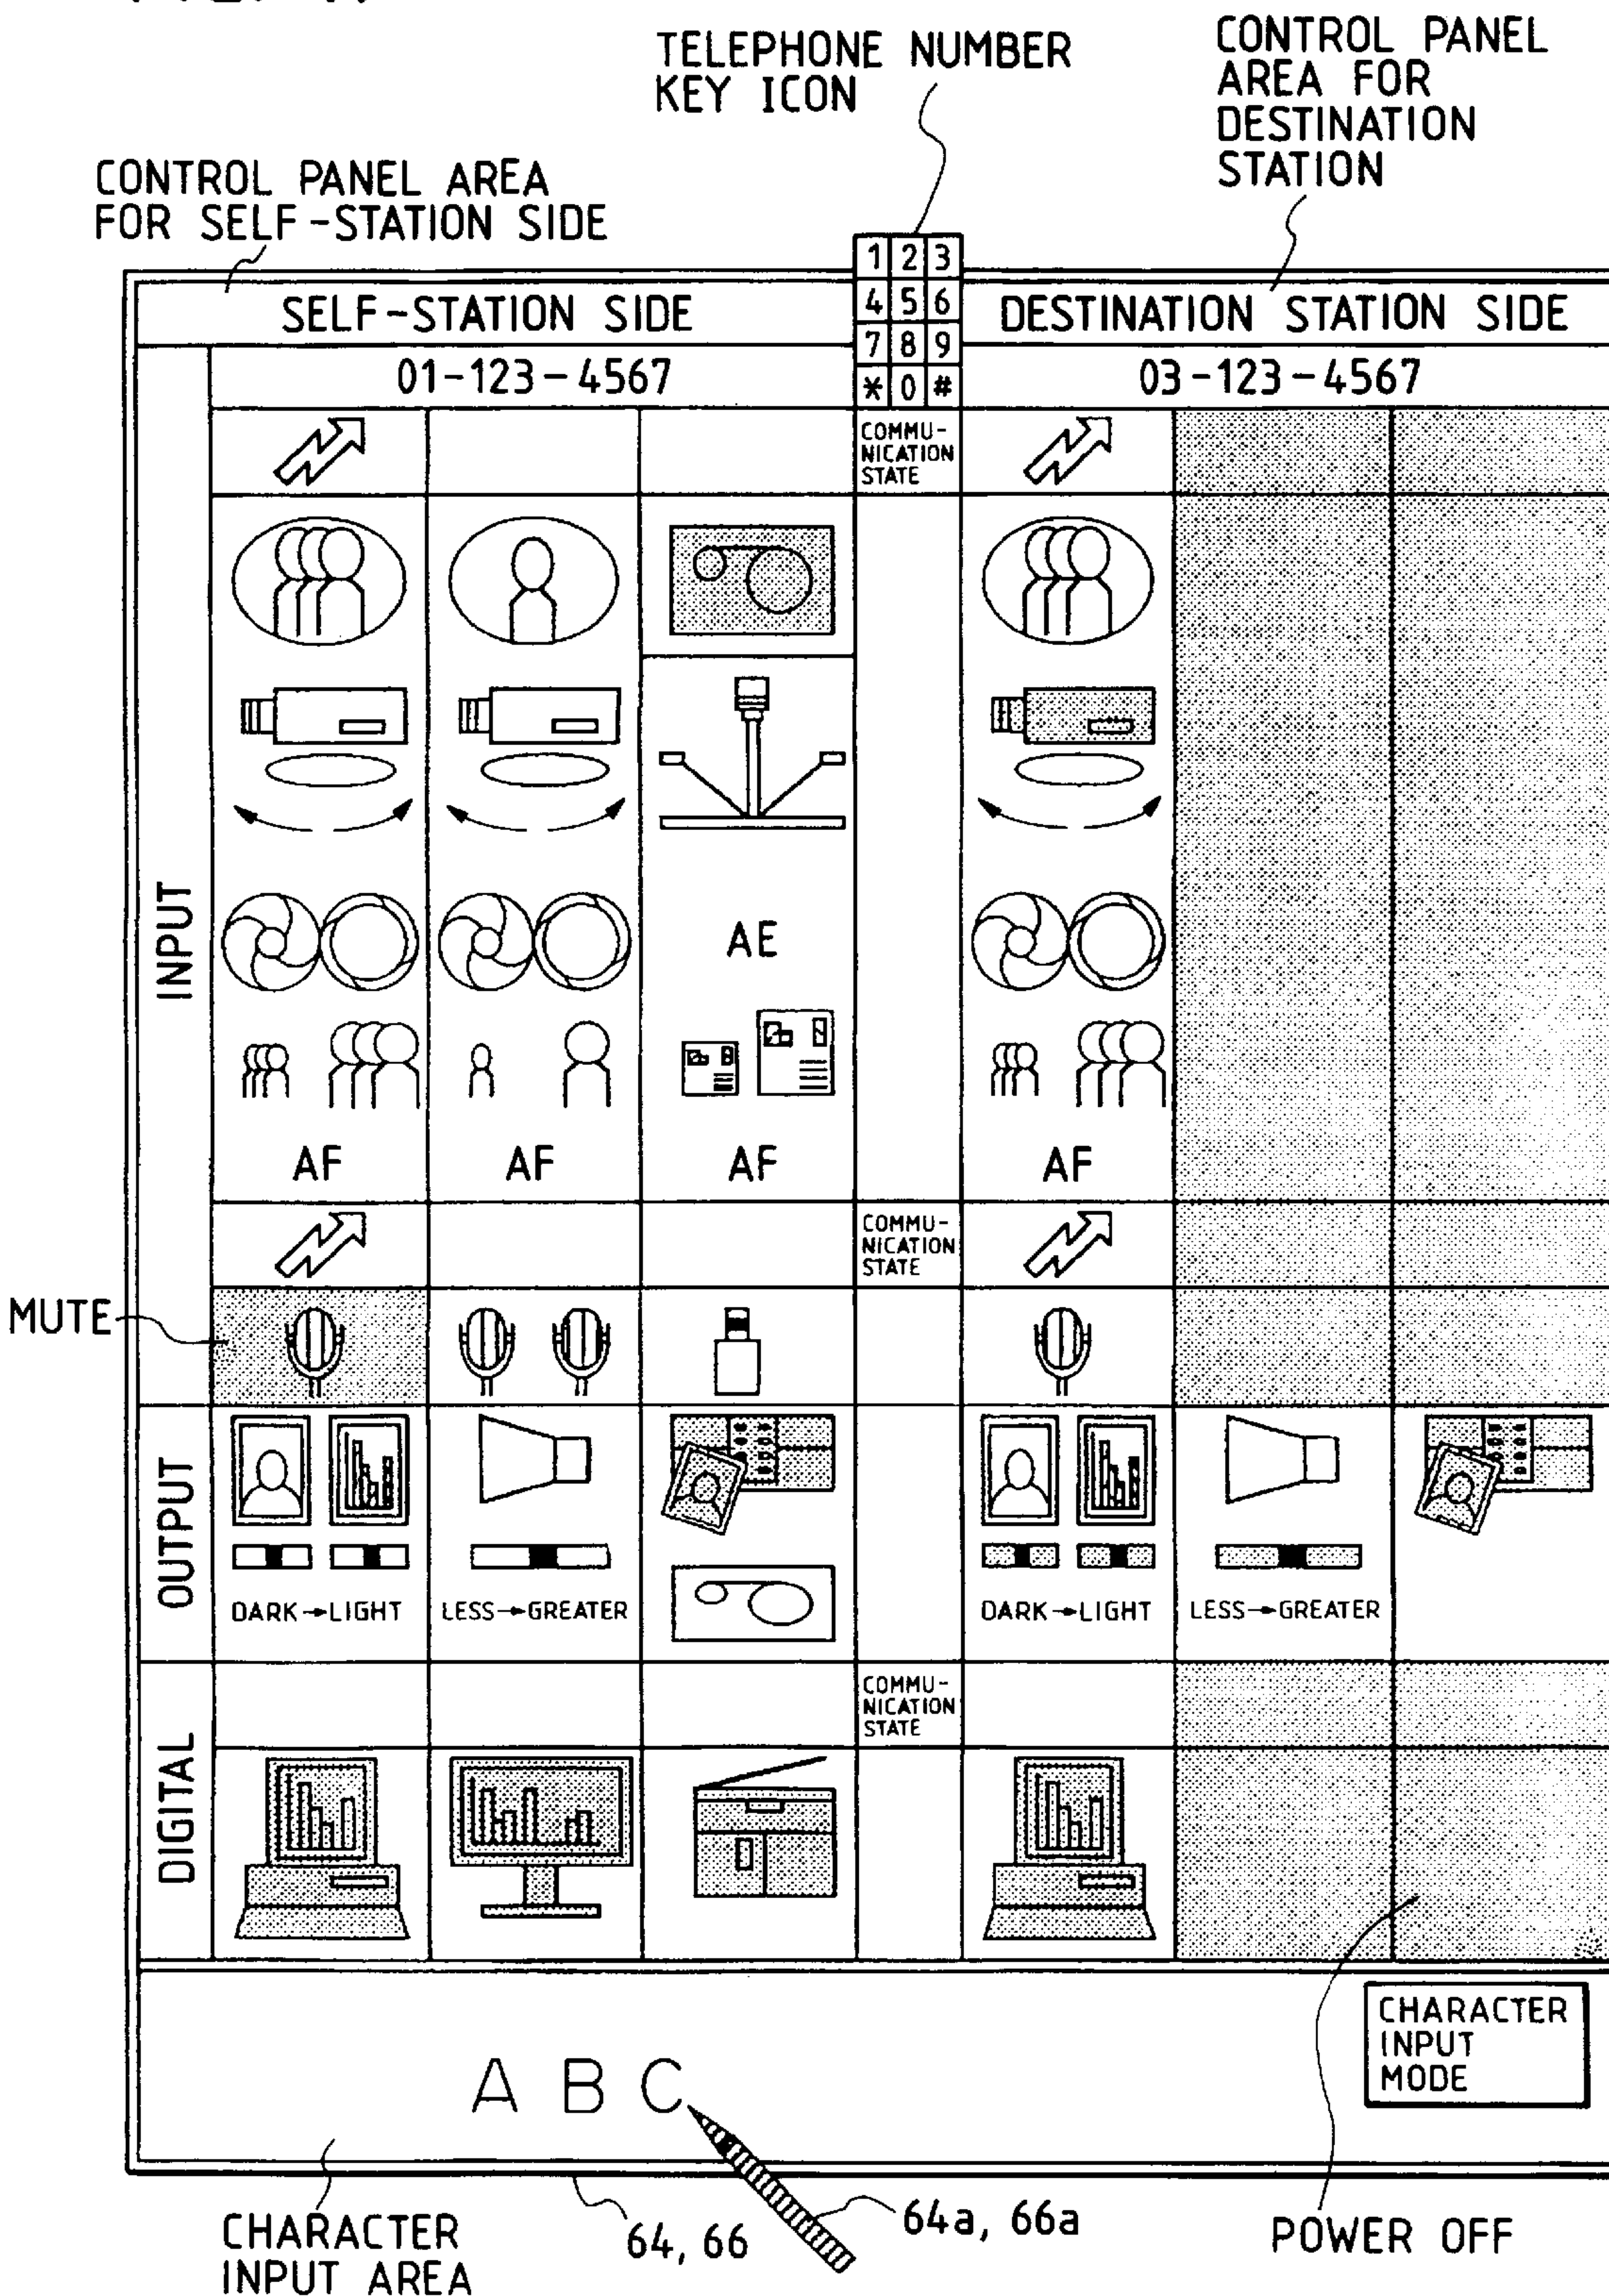 TELEPHONE NUMBER
KEY ICON
CONTROL PANEL
AREA FOR
DESTINATION
STATION
CONTROL PANEL AREA
FOR SELF-STATION SIDE
1 2 3
4 5 6
7 8 9
* 0 #
SELF-STATION SIDE
DESTINATION STATION SIDE
01-123-4567
03-123-4567
COMMU-
NICATION
STATE
INPUT
AE
AF
AF
AF
AF
COMMU-
NICATION
STATE
MUTE
OUTPUT
DARK→LIGHT
LESS→GREATER
DARK→LIGHT
LESS→GREATER
COMMU-
NICATION
STATE
DIGITAL
CHARACTER
INPUT
MODE
A B C
64, 66
64a, 66a
CHARACTER
INPUT AREA
POWER OFF